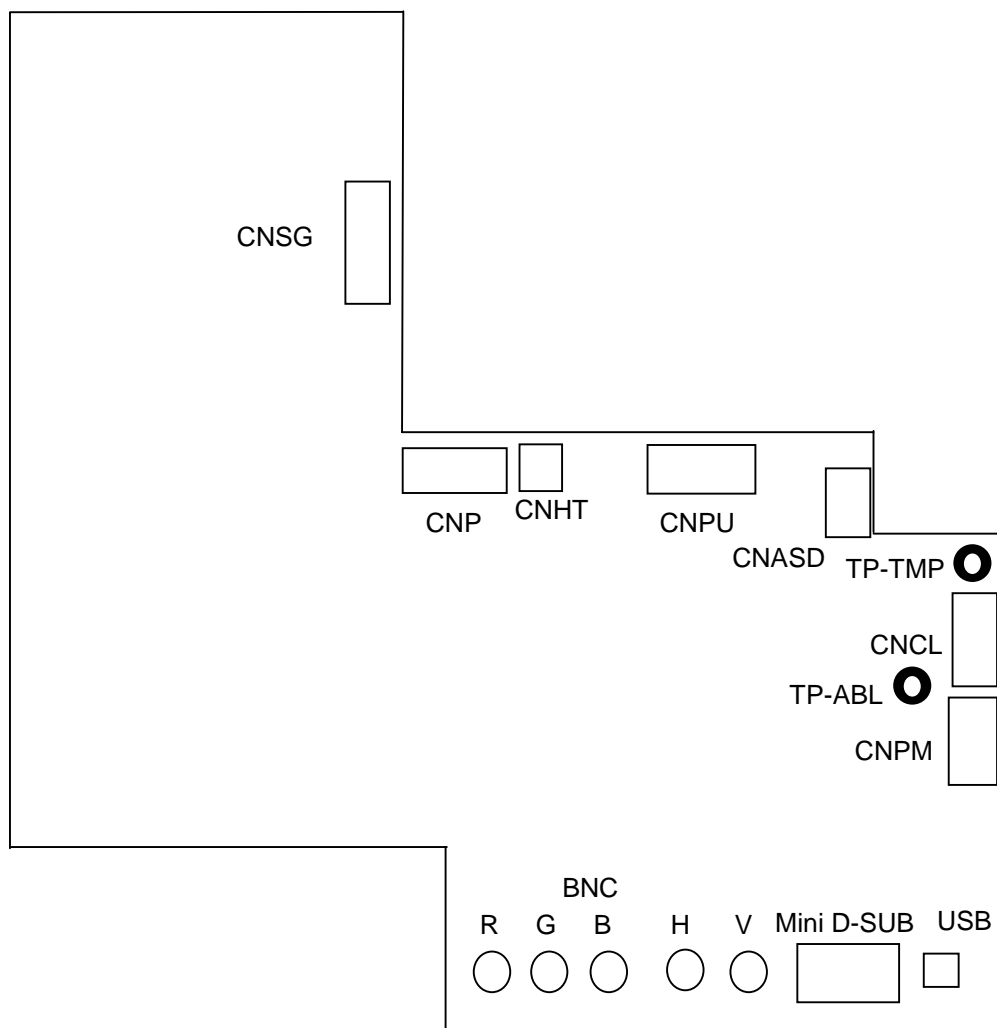 CNSG
CNP
CNHT
CNPU
CNASD
TP-TMP
CNCL
TP-ABL
CNPM
BNC
R G B H V Mini D-SUB USB